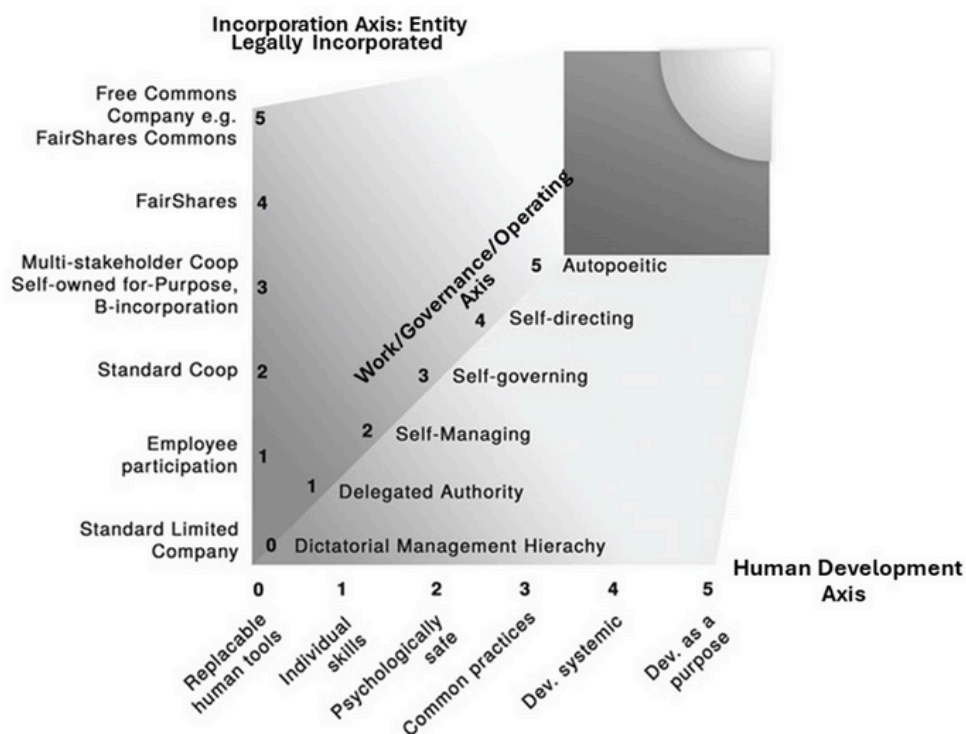 Incorporation Axis: Entity
Legally Incorporated
Free Commons
Company e.g.
FairShares Commons
5
FairShares
4
Multi-stakeholder Coop
Self-owned for-Purpose,
B-incorporation
3
Standard Coop
2
Employee
participation
1
Standard Limited
Company
Work/Governance/Operating
Axis
5 Autopoeitic
4 Self-directing
3 Self-governing
2 Self-Managing
1 Delegated Authority
0 Dictatorial Management Hierachy
Human Development
Axis
0 1 2 3 4 5
Replacable
human tools
Individual
skills
Psychologically
safe
Common practices
Dev. systemic
Dev. as a
purpose